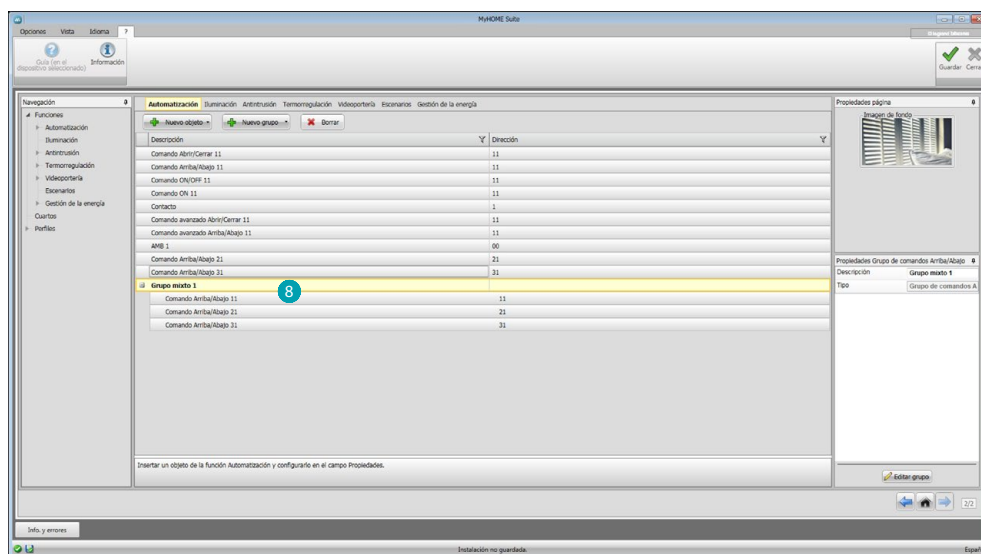 MyHOME Suite
Opciones Vista Idioma ?
Guía (en el dispositivo seleccionado)
Información
Guardar Cerra
Navegación
Funciones
Automatización
Iluminación
Antintrusión
Termorregulación
Videoportería
Escenarios
Gestión de la energía
Cuartos
Perfiles
Automatización Iluminación Antintrusión Termorregulación Videoportería Escenarios Gestión de la energía
Nuevo objeto Nuevo grupo Borrar
Descripción Dirección
Comando Abrir/Cerrar 11 11
Comando Arriba/Abajo 11 11
Comando ON/OFF 11 11
Comando ON 11 11
Contacto 1
Comando avanzado Abrir/Cerrar 11 11
Comando avanzado Arriba/Abajo 11 11
AMB 1 00
Comando Arriba/Abajo 21 21
Comando Arriba/Abajo 31 31
Grupo mixto 1
8
Comando Arriba/Abajo 11 11
Comando Arriba/Abajo 21 21
Comando Arriba/Abajo 31 31
Insertar un objeto de la función Automatización y configurarlo en el campo Propiedades.
Propiedades página
Imagen de fondo
Propiedades Grupo de comandos Arriba/Abajo
Descripción Grupo mixto 1
Tipo Grupo de comandos A
Editar grupo
2/2
Info. y errores
Instalación no guardada.
Españ